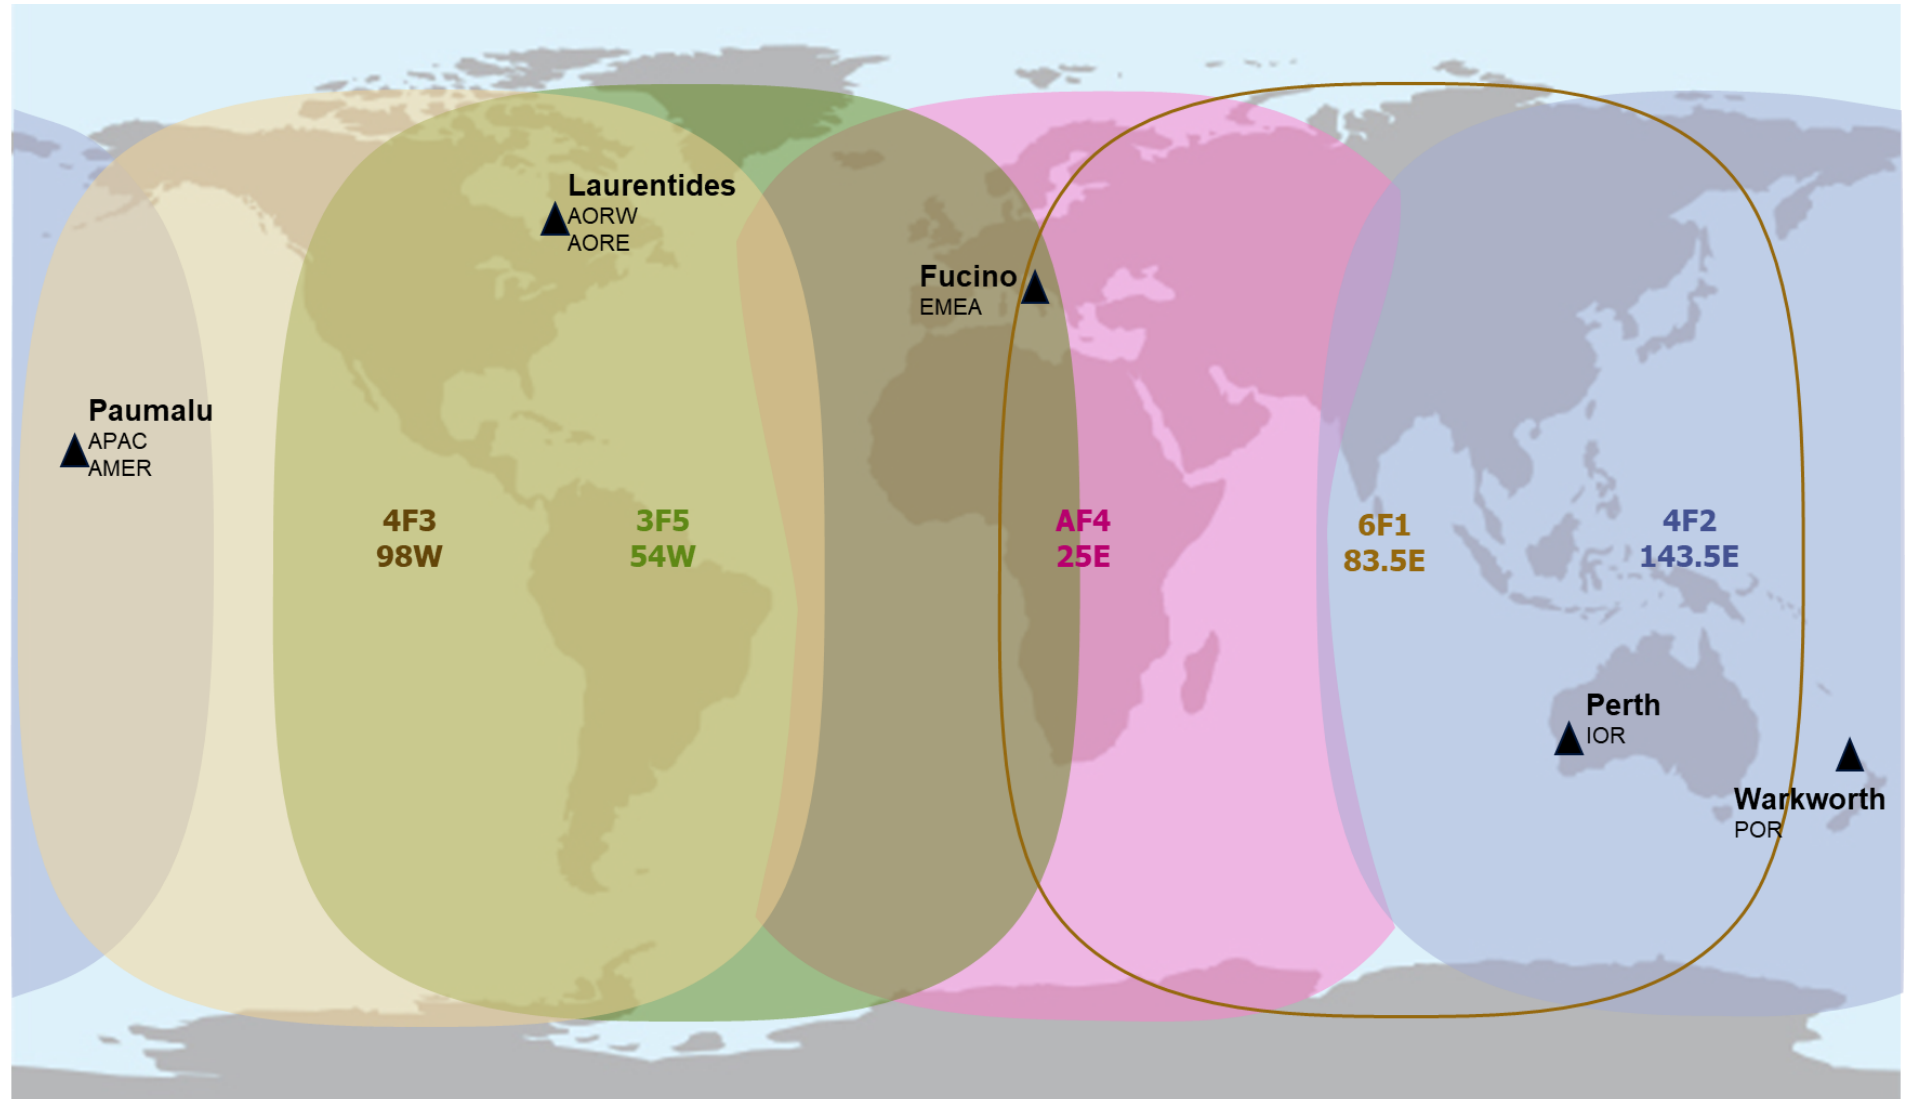 Laurentides
AORW
AORE
Fucino
EMEA
Paumalu
APAC
AMER
4F3
98W
3F5
54W
AF4
25E
6F1
83.5E
4F2
143.5E
Perth
IOR
Warkworth
POR